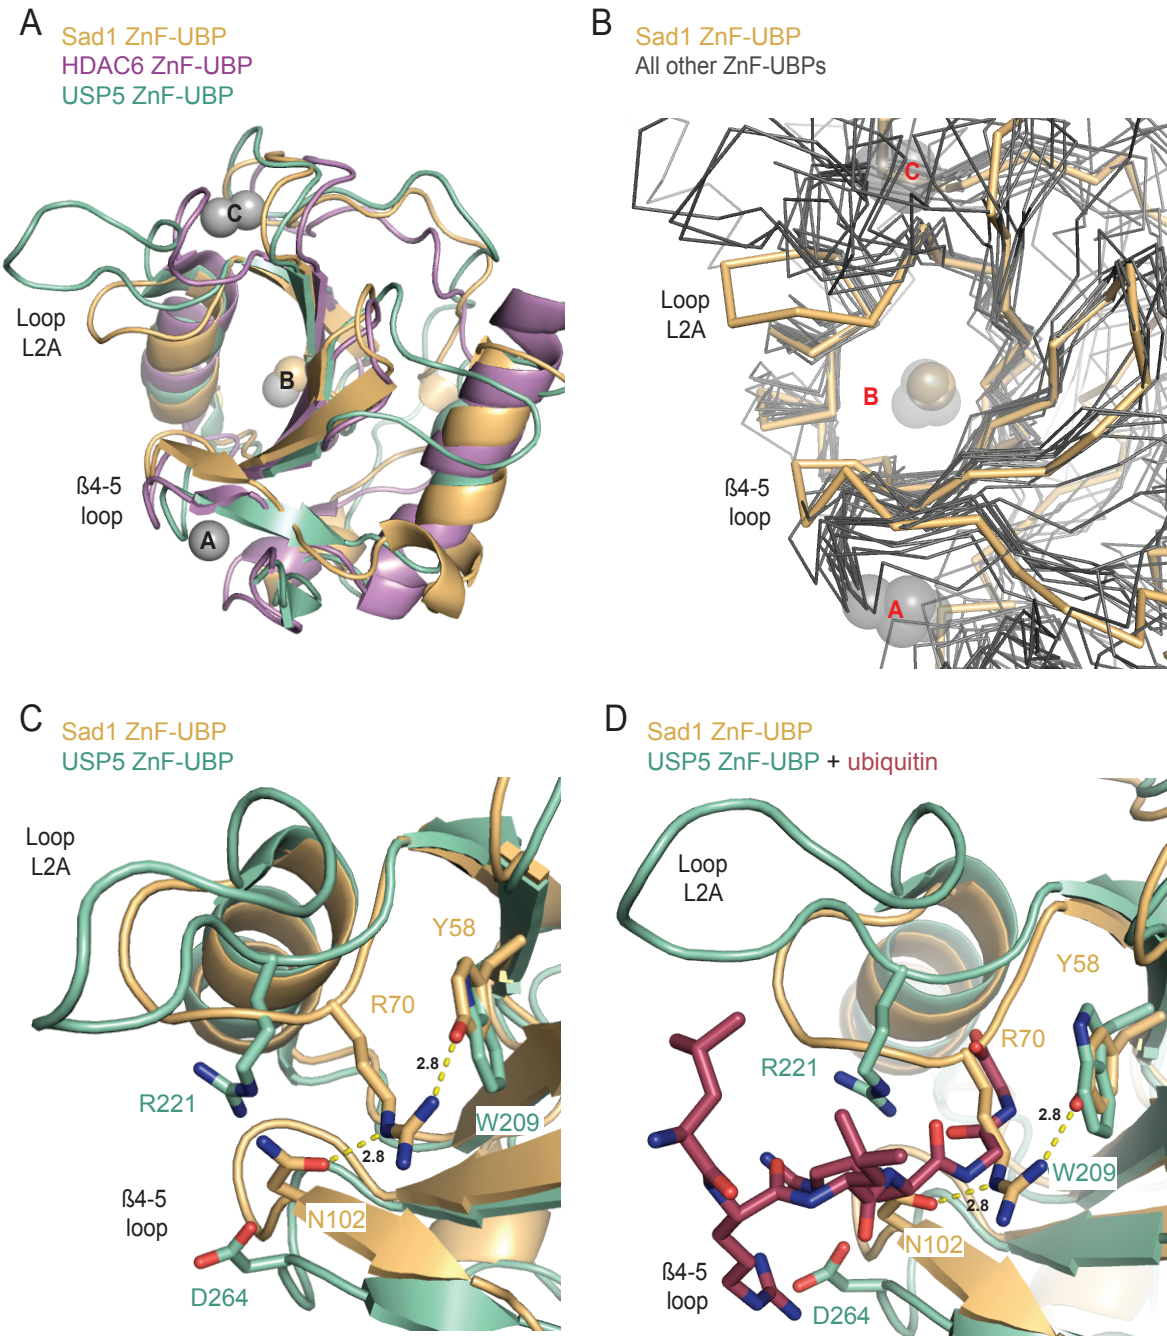 A
Sad1 ZnF-UBP
HDAC6 ZnF-UBP
USP5 ZnF-UBP
C
Loop
L2A
B
ß4-5
loop
A
B
Sad1 ZnF-UBP
All other ZnF-UBPs
C
Loop
L2A
B
ß4-5
loop
A
C
Sad1 ZnF-UBP
USP5 ZnF-UBP
Loop
L2A
Y58
R70
2.8
R221
W209
2.8
ß4-5
loop
N102
D264
D
Sad1 ZnF-UBP
USP5 ZnF-UBP + ubiquitin
Loop
L2A
Y58
R70
R221
2.8
W209
2.8
N102
ß4-5
loop
D264